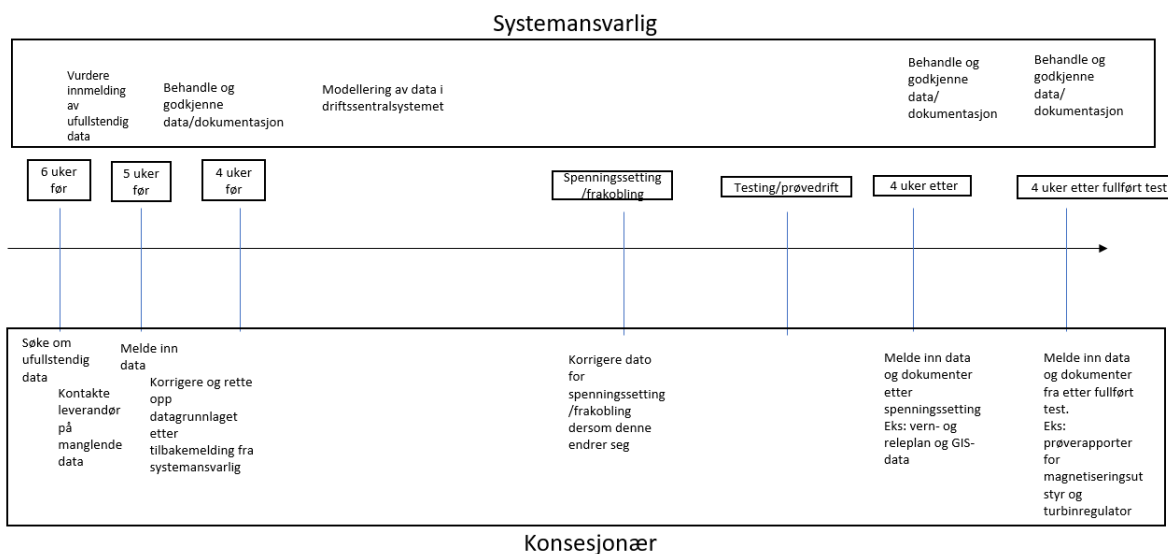 Systemansvarlig
Vurdere
innmelding
av
ufullstendig
data
Behandle og
godkjenne
data/dokumentasjon
Modellering av data i
driftssentralsystemet
Behandle og
godkjenne
data/
dokumentasjon
Behandle og
godkjenne
data/
dokumentasjon
6 uker
før
5 uker
før
4 uker
før
Spenningssetting
/frakobling
Testing/prøvedrift
4 uker etter
4 uker etter fullført test
Søke om
ufullstendig
data
Kontakte
leverandør
på
manglende
data
Melde inn
data
Korrigere og rette
opp
datagrunnlaget
etter
tilbakemelding fra
systemansvarlig
Korrigere dato
for
spenningssetting
/frakobling
dersom denne
endrer seg
Melde inn data
og dokumenter
etter
spenningssetting
Eks: vern- og
releplan og GIS-
data
Melde inn data
og dokumenter
fra etter fullført
test.
Eks:
prøverapporter
for
magnetiseringsut
styr og
turbinregulator
Konsesjonær